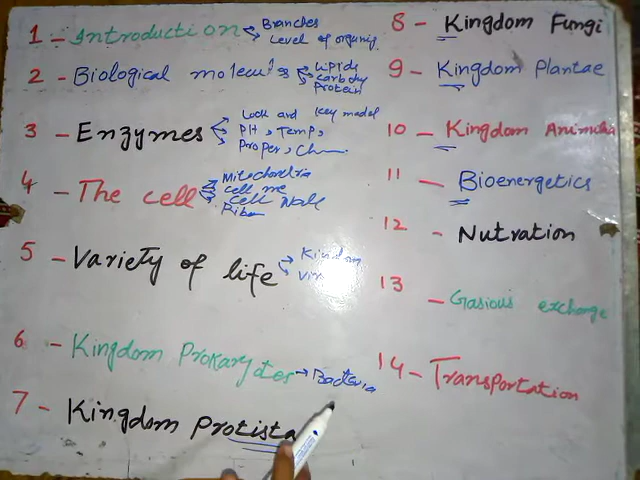 1 - Introduction → Branches
→ Level of organiz
2 - Biological molecules → Lipids
→ carbohy
→ protein
3 - Enzymes → Lock and key model
→ PH, Temp,
→ Proper, Ch
4 - The cell → Mitochondria
→ cell me
→ cell wall
→ Ribo
5 - Variety of life → Kingdom
→ Viru
6 - Kingdom Prokaryotes → Bacteria
7 - Kingdom Protista
8 - Kingdom Fungi
9 - Kingdom Plantae
10 - Kingdom Animalia
11 - Bioenergetics
12 - Nutration
13 - Gasious exchange
14 - Transportation